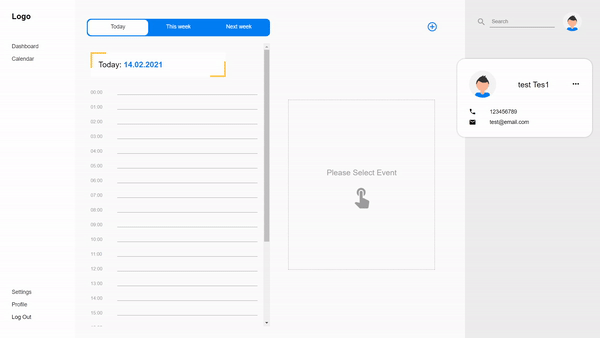 Logo
Dashboard
Calendar
Settings
Profile
Log Out
Today
This week
Next week
Today: 14.02.2021
00:00
01:00
02:00
03:00
04:00
05:00
06:00
07:00
08:00
09:00
10:00
11:00
12:00
13:00
14:00
15:00
Please Select Event
Search
test Tes1
123456789
test@email.com